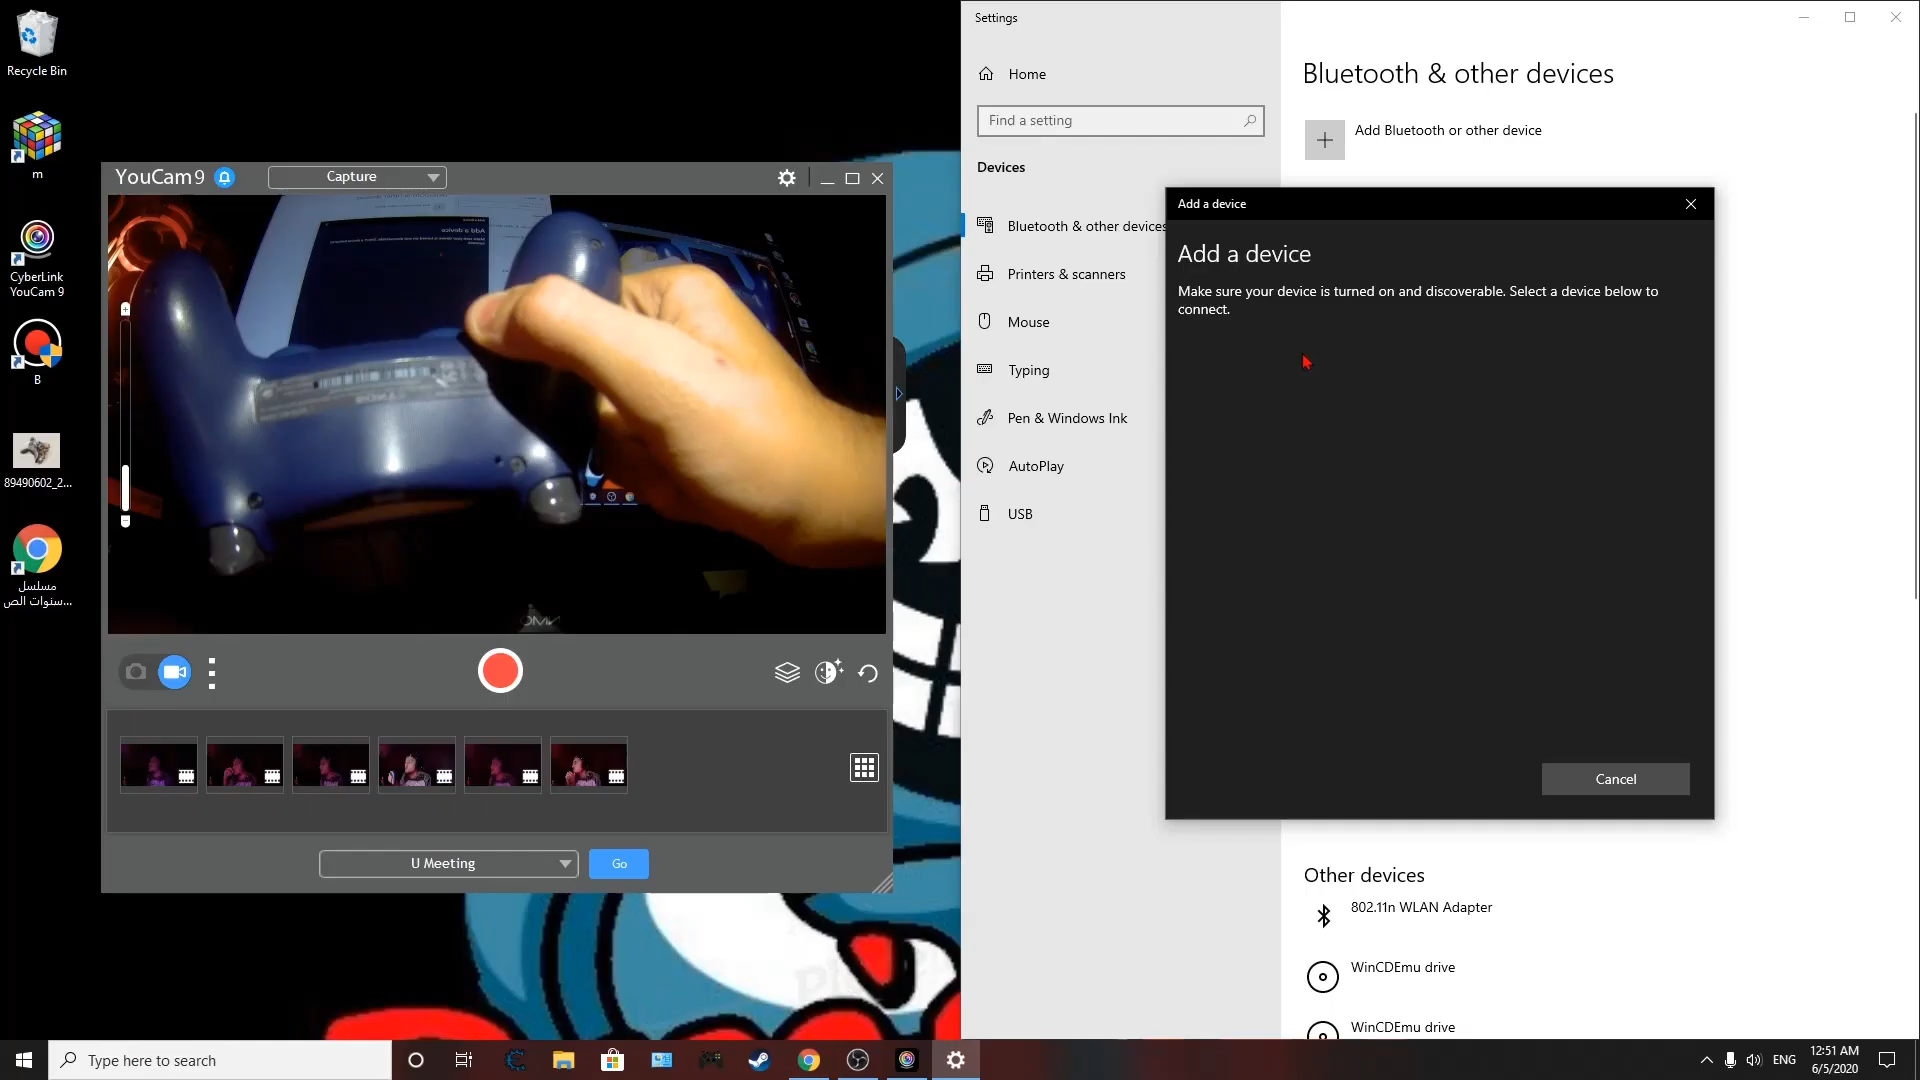 Recycle Bin
m
CyberLink
YouCam 9
B
89490602_2...
مسلسل
سنوات الص...
YouCam 9
Capture
U Meeting
Go
Settings
Home
Find a setting
Devices
Bluetooth & other devices
Printers & scanners
Mouse
Typing
Pen & Windows Ink
AutoPlay
USB
Bluetooth & other devices
Add Bluetooth or other device
Add a device
Add a device
Make sure your device is turned on and discoverable. Select a device below to
connect.
Cancel
Other devices
802.11n WLAN Adapter
WinCDEmu drive
WinCDEmu drive
Type here to search
ENG
12:51 AM
6/5/2020